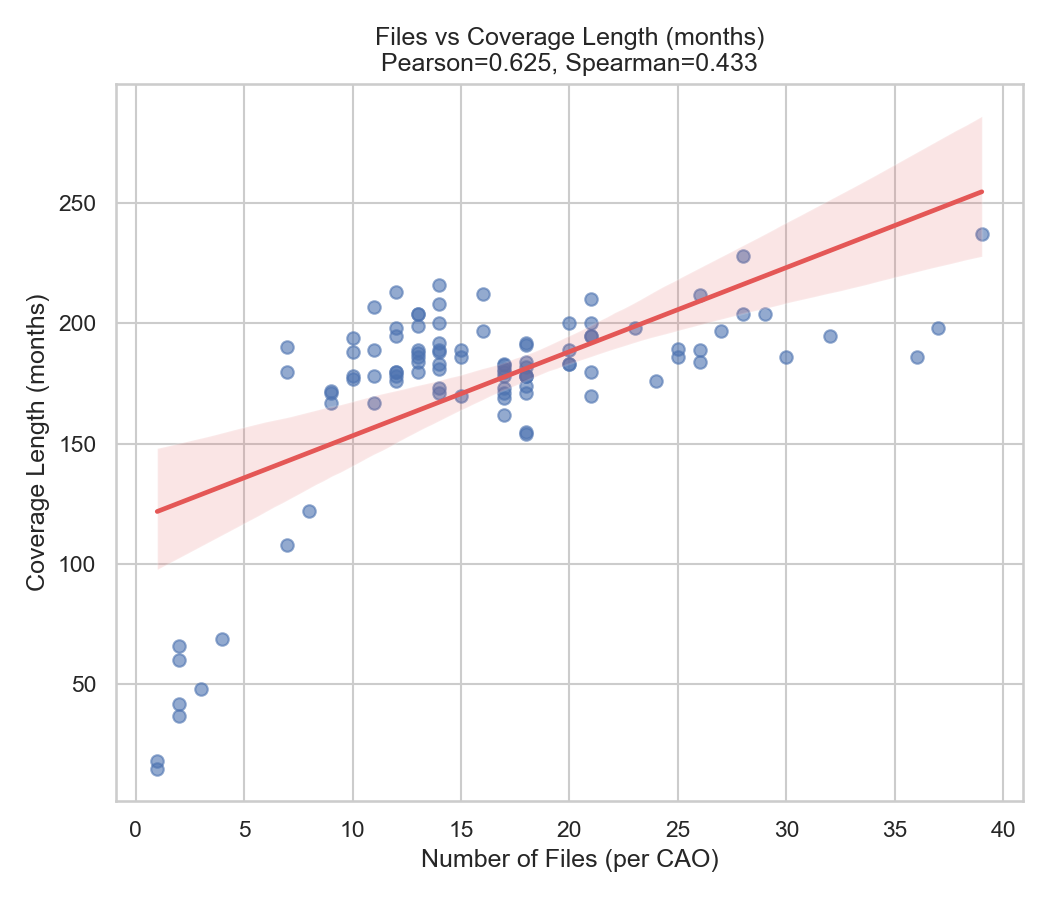 Files vs Coverage Length (months)
Pearson=0.625, Spearman=0.433
Coverage Length (months)
250
200
150
100
50
0 5 10 15 20 25 30 35 40
Number of Files (per CAO)